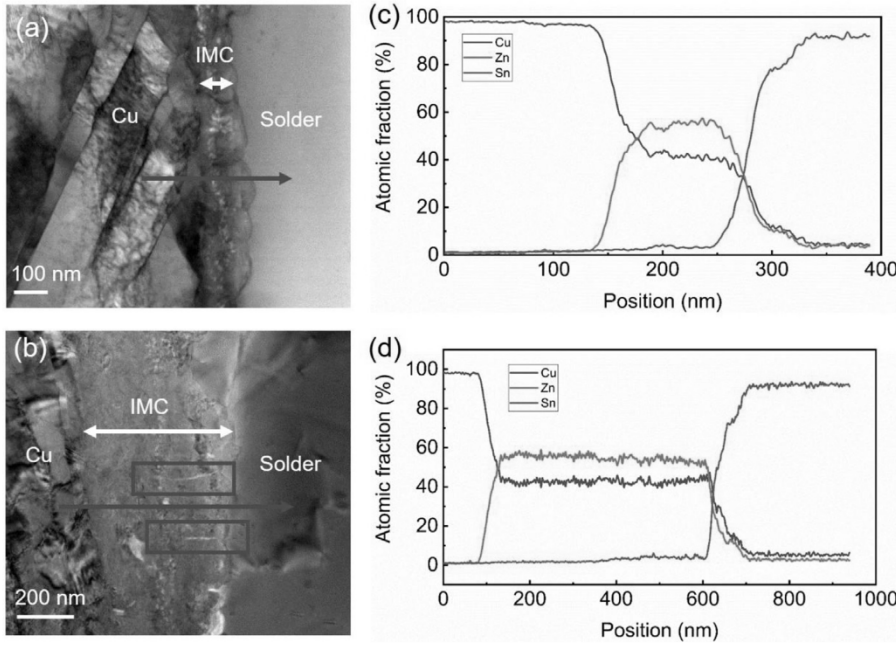 (a)
IMC
Cu
Solder
100 nm
(b)
IMC
Cu
Solder
200 nm
(c)
Cu
Zn
Sn
Atomic fraction (%)
100
80
60
40
20
0
0 100 200 300 400
Position (nm)
(d)
Cu
Zn
Sn
Atomic fraction (%)
100
80
60
40
20
0
0 200 400 600 800 1000
Position (nm)